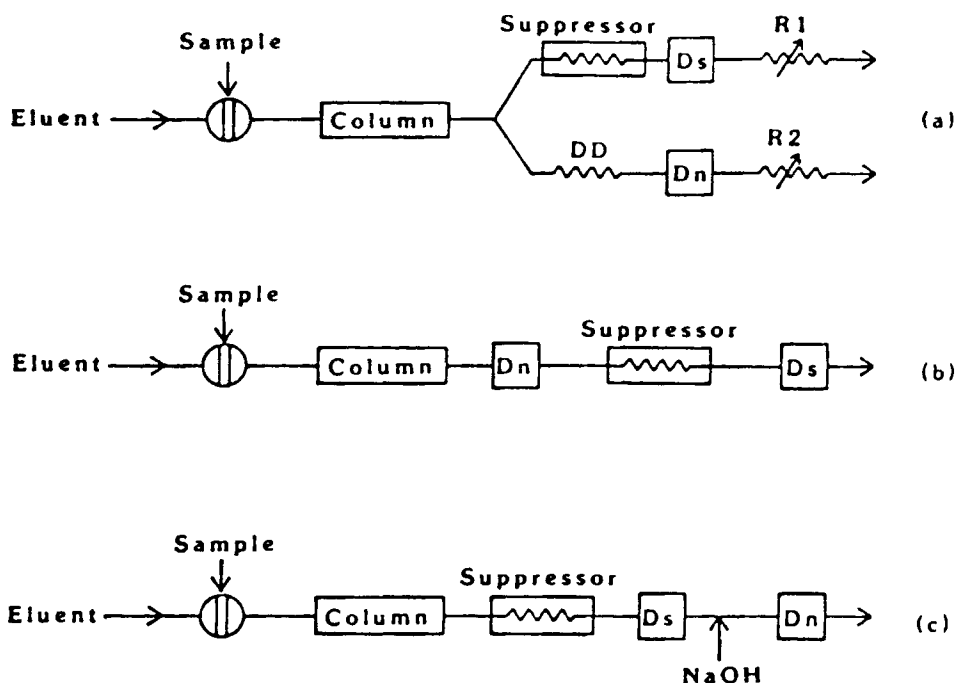 Sample
Suppressor
Ds
R1
Eluent
Column
(a)
DD
Dn
R2
Sample
Suppressor
Eluent
Column
Dn
Ds
(b)
Sample
Suppressor
Eluent
Column
Ds
Dn
(c)
NaOH